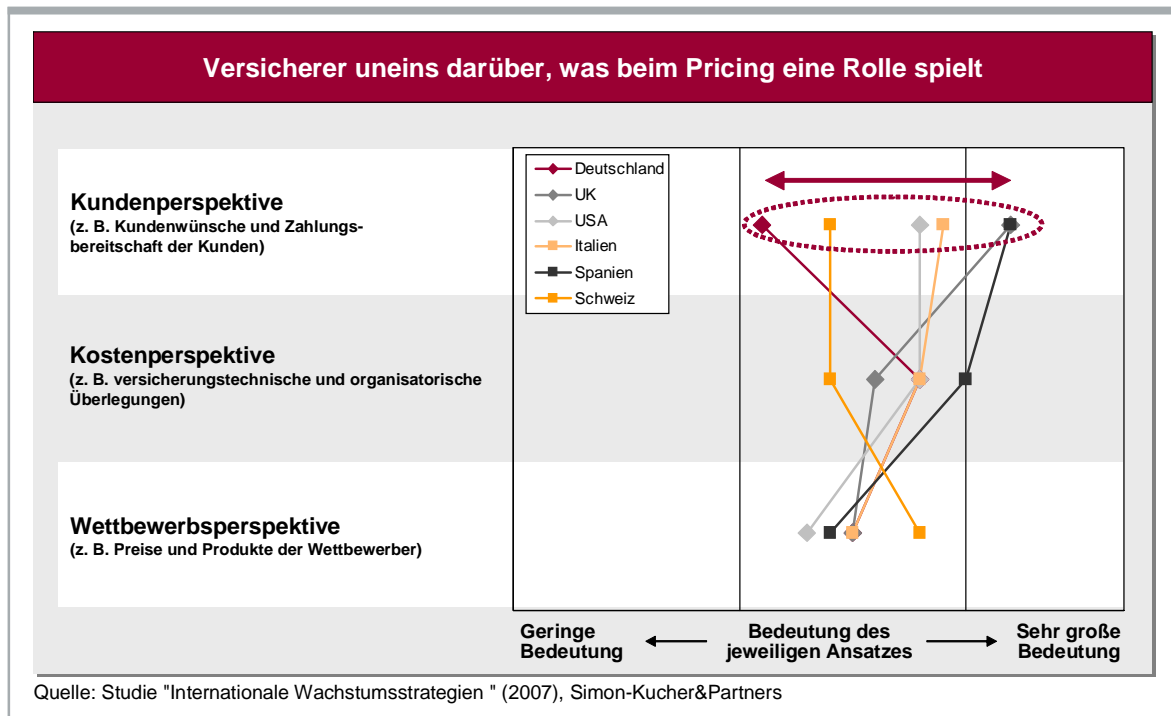 Versicherer uneins darüber, was beim Pricing eine Rolle spielt
Kundenperspektive
(z. B. Kundenwünsche und Zahlungs-
bereitschaft der Kunden)
Deutschland
UK
USA
Italien
Spanien
Schweiz
Kostenperspektive
(z. B. versicherungstechnische und organisatorische
Überlegungen)
Wettbewerbsperspektive
(z. B. Preise und Produkte der Wettbewerber)
Geringe
Bedeutung
Bedeutung des
jeweiligen Ansatzes
Sehr große
Bedeutung
Quelle: Studie "Internationale Wachstumsstrategien " (2007), Simon-Kucher&Partners